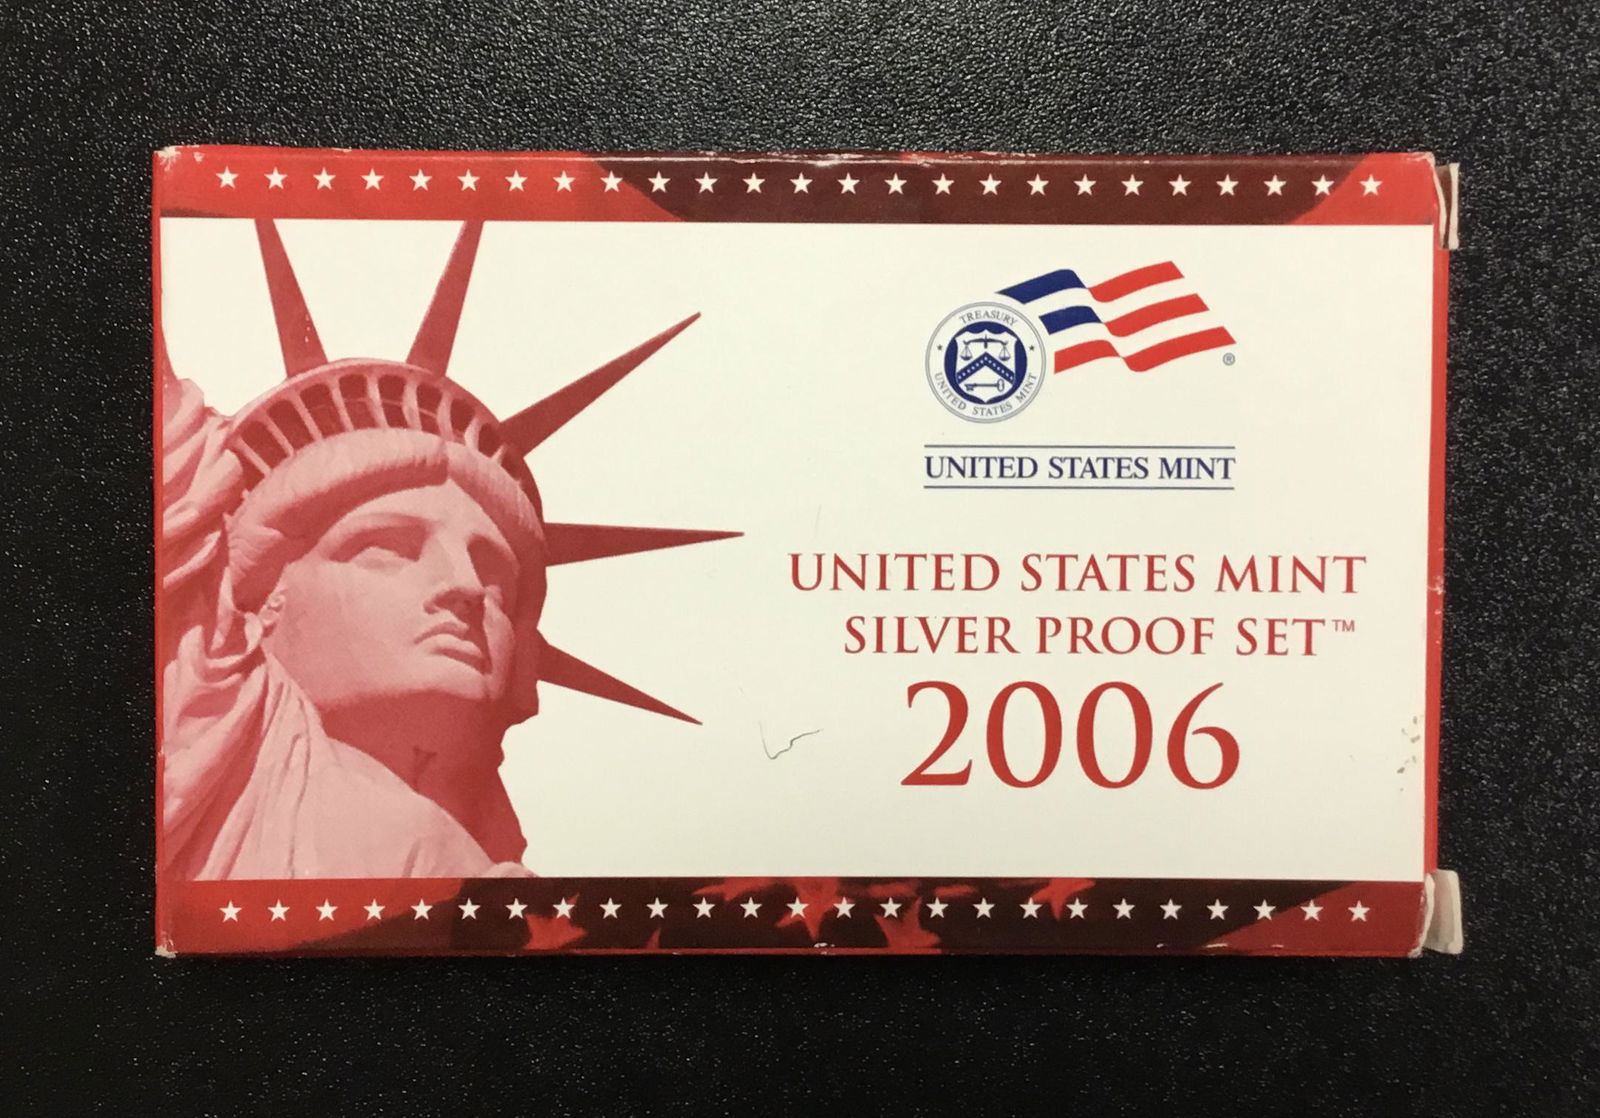 TREASURY
UNITED STATES MINT
®
UNITED STATES MINT
UNITED STATES MINT
SILVER PROOF SET™
2006